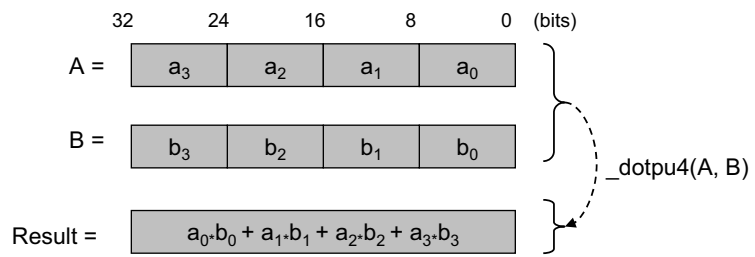 32 24 16 8 0 (bits)
A = a₃ a₂ a₁ a₀
B = b₃ b₂ b₁ b₀
_dotpu4(A, B)
Result = a₀*b₀ + a₁*b₁ + a₂*b₂ + a₃*b₃